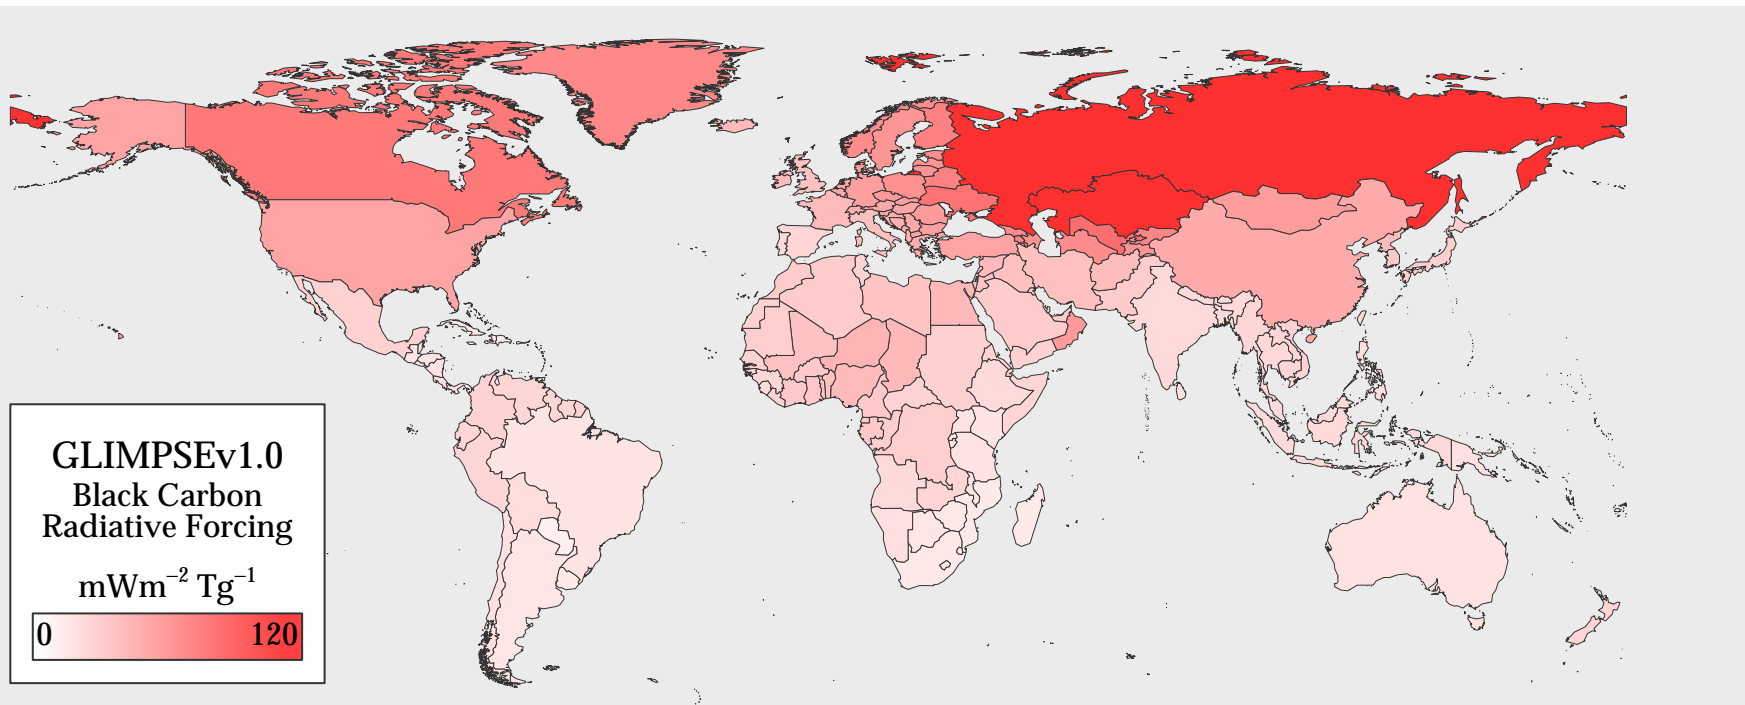 GLIMPSEv1.0
Black Carbon
Radiative Forcing
mWm⁻² Tg⁻¹
0 120